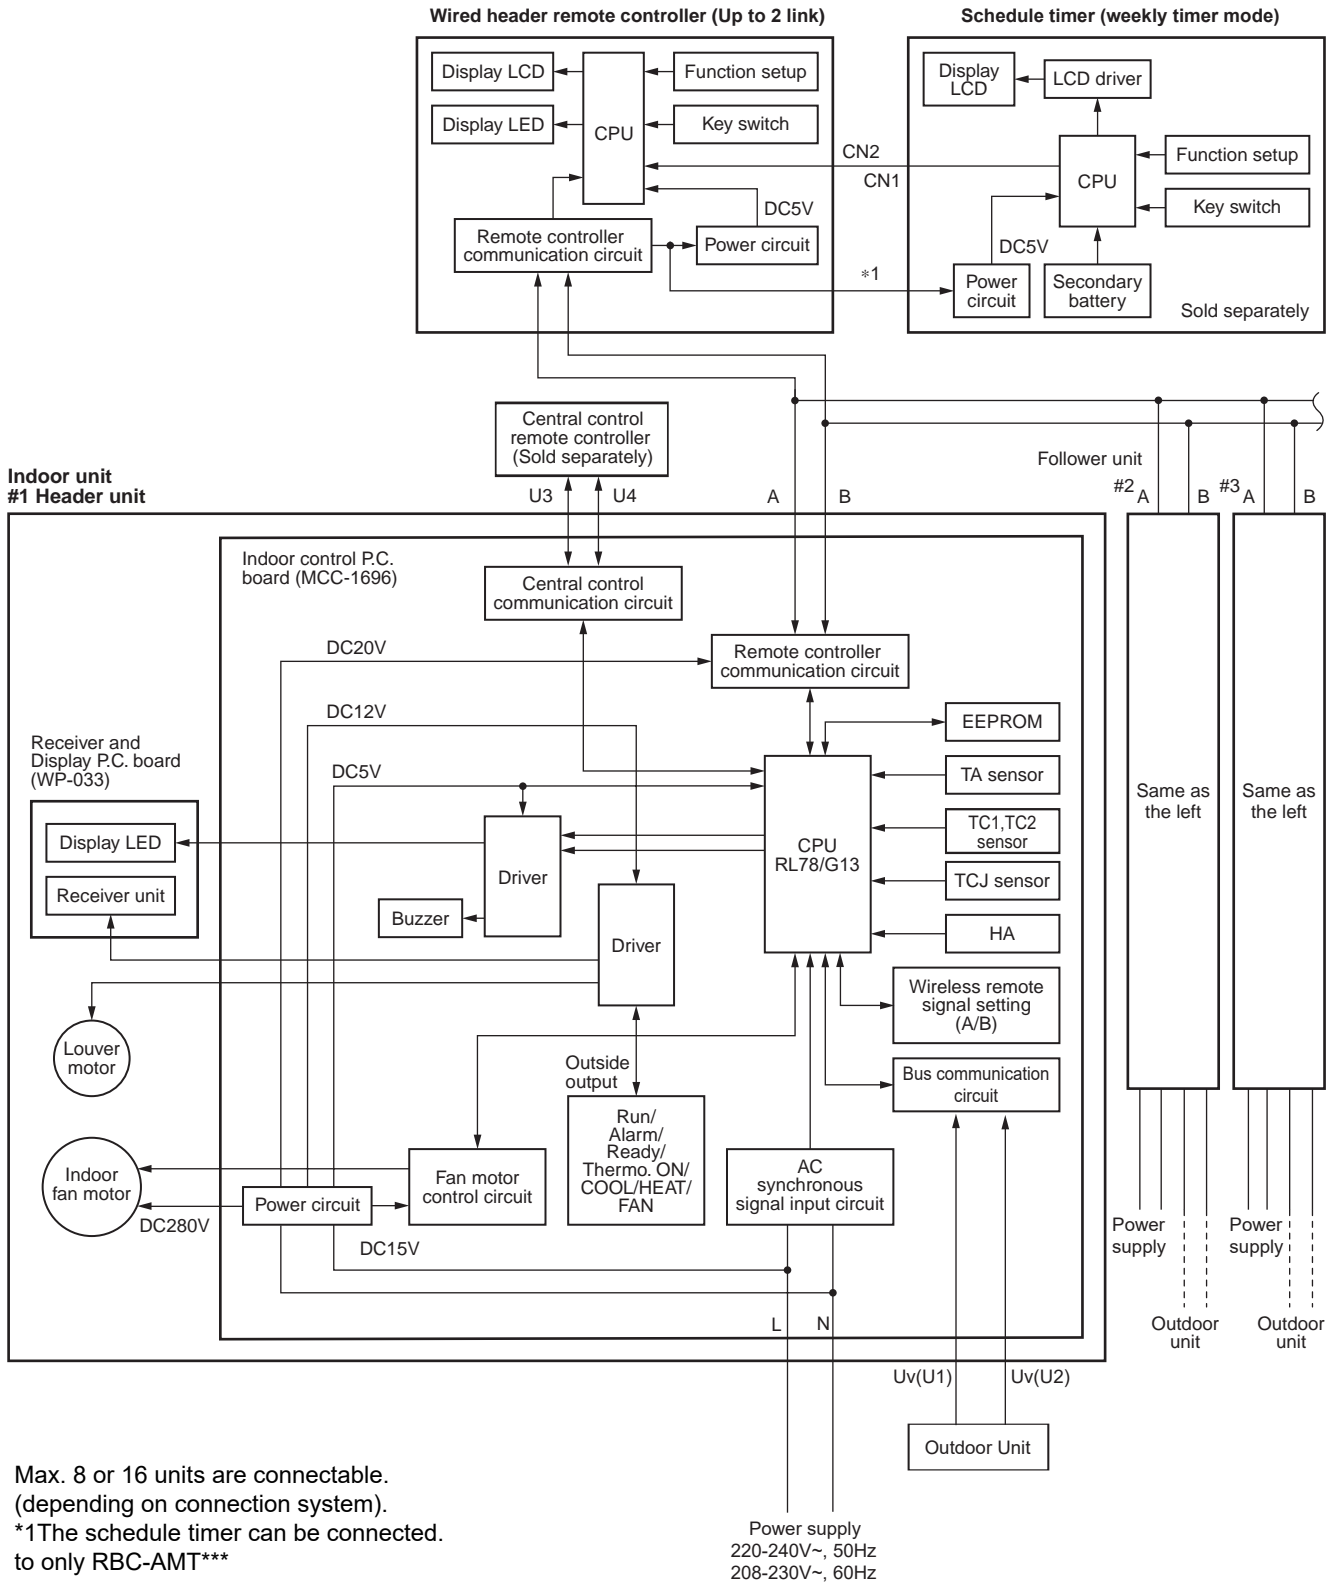 Wired header remote controller (Up to 2 link)
Display LCD
Display LED
CPU
Function setup
Key switch
DC5V
Remote controller
communication circuit
Power circuit
Schedule timer (weekly timer mode)
Display
LCD
LCD driver
CPU
Function setup
Key switch
DC5V
Power
circuit
Secondary
battery
Sold separately
CN2
CN1
*1
Central control
remote controller
(Sold separately)
U3
U4
A
B
Follower unit
#2
A
B
#3
A
B
Indoor unit
#1 Header unit
Indoor control P.C.
board (MCC-1696)
Central control
communication circuit
DC20V
Remote controller
communication circuit
DC12V
EEPROM
Receiver and
Display P.C. board
(WP-033)
DC5V
TA sensor
Display LED
Driver
CPU
RL78/G13
TC1,TC2
sensor
TCJ sensor
Receiver unit
Buzzer
Driver
HA
Wireless remote
signal setting
(A/B)
Louver
motor
Outside
output
Bus communication
circuit
Run/
Alarm/
Ready/
Thermo. ON/
COOL/HEAT/
FAN
Indoor
fan motor
Fan motor
control circuit
AC
synchronous
signal input circuit
Power circuit
DC280V
DC15V
L
N
Same as
the left
Same as
the left
Power
supply
Power
supply
Outdoor
unit
Outdoor
unit
Uv(U1)
Uv(U2)
Outdoor Unit
Max. 8 or 16 units are connectable.
(depending on connection system).
*1The schedule timer can be connected.
to only RBC-AMT***
Power supply
220-240V~, 50Hz
208-230V~, 60Hz